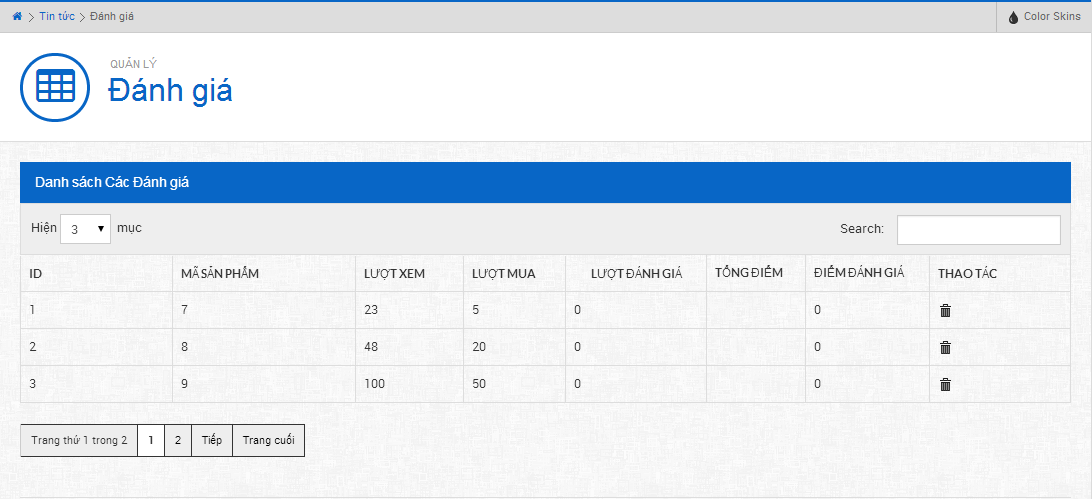 Tin tức Đánh giá Color Skins
QUẢN LÝ
Đánh giá
Danh sách Các Đánh giá
Hiện 3 mục Search:
ID MÃ SẢN PHẨM LƯỢT XEM LƯỢT MUA LƯỢT ĐÁNH GIÁ TỔNG ĐIỂM ĐIỂM ĐÁNH GIÁ THAO TÁC
1 7 23 5 0 0
2 8 48 20 0 0
3 9 100 50 0 0
Trang thứ 1 trong 2 1 2 Tiếp Trang cuối